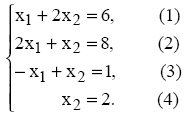 x₁ + 2x₂ = 6, (1)
2x₁ + x₂ = 8, (2)
− x₁ + x₂ = 1, (3)
x₂ = 2. (4)